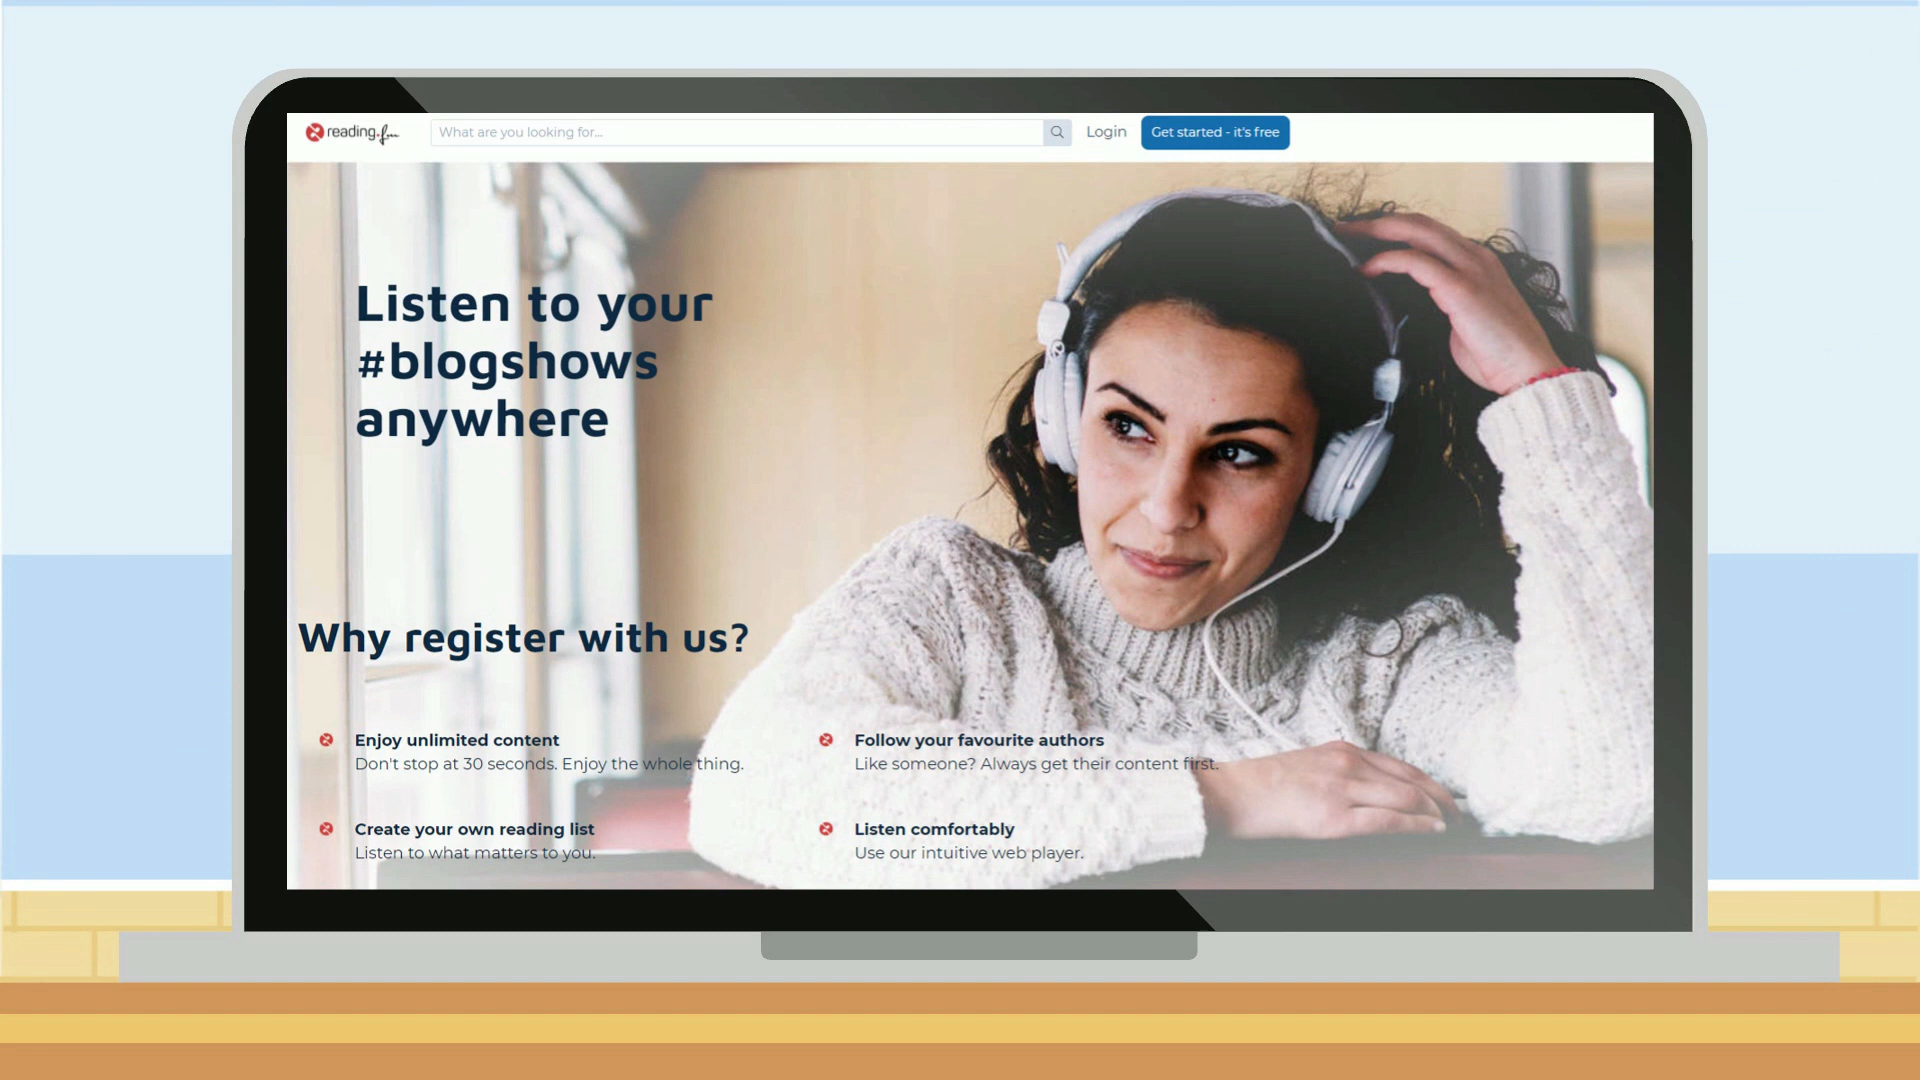 reading.fm
What are you looking for...
Login
Get started - it's free
Listen to your
#blogshows
anywhere
Why register with us?
Enjoy unlimited content
Don't stop at 30 seconds. Enjoy the whole thing.
Follow your favourite authors
Like someone? Always get their content first.
Create your own reading list
Listen to what matters to you.
Listen comfortably
Use our intuitive web player.